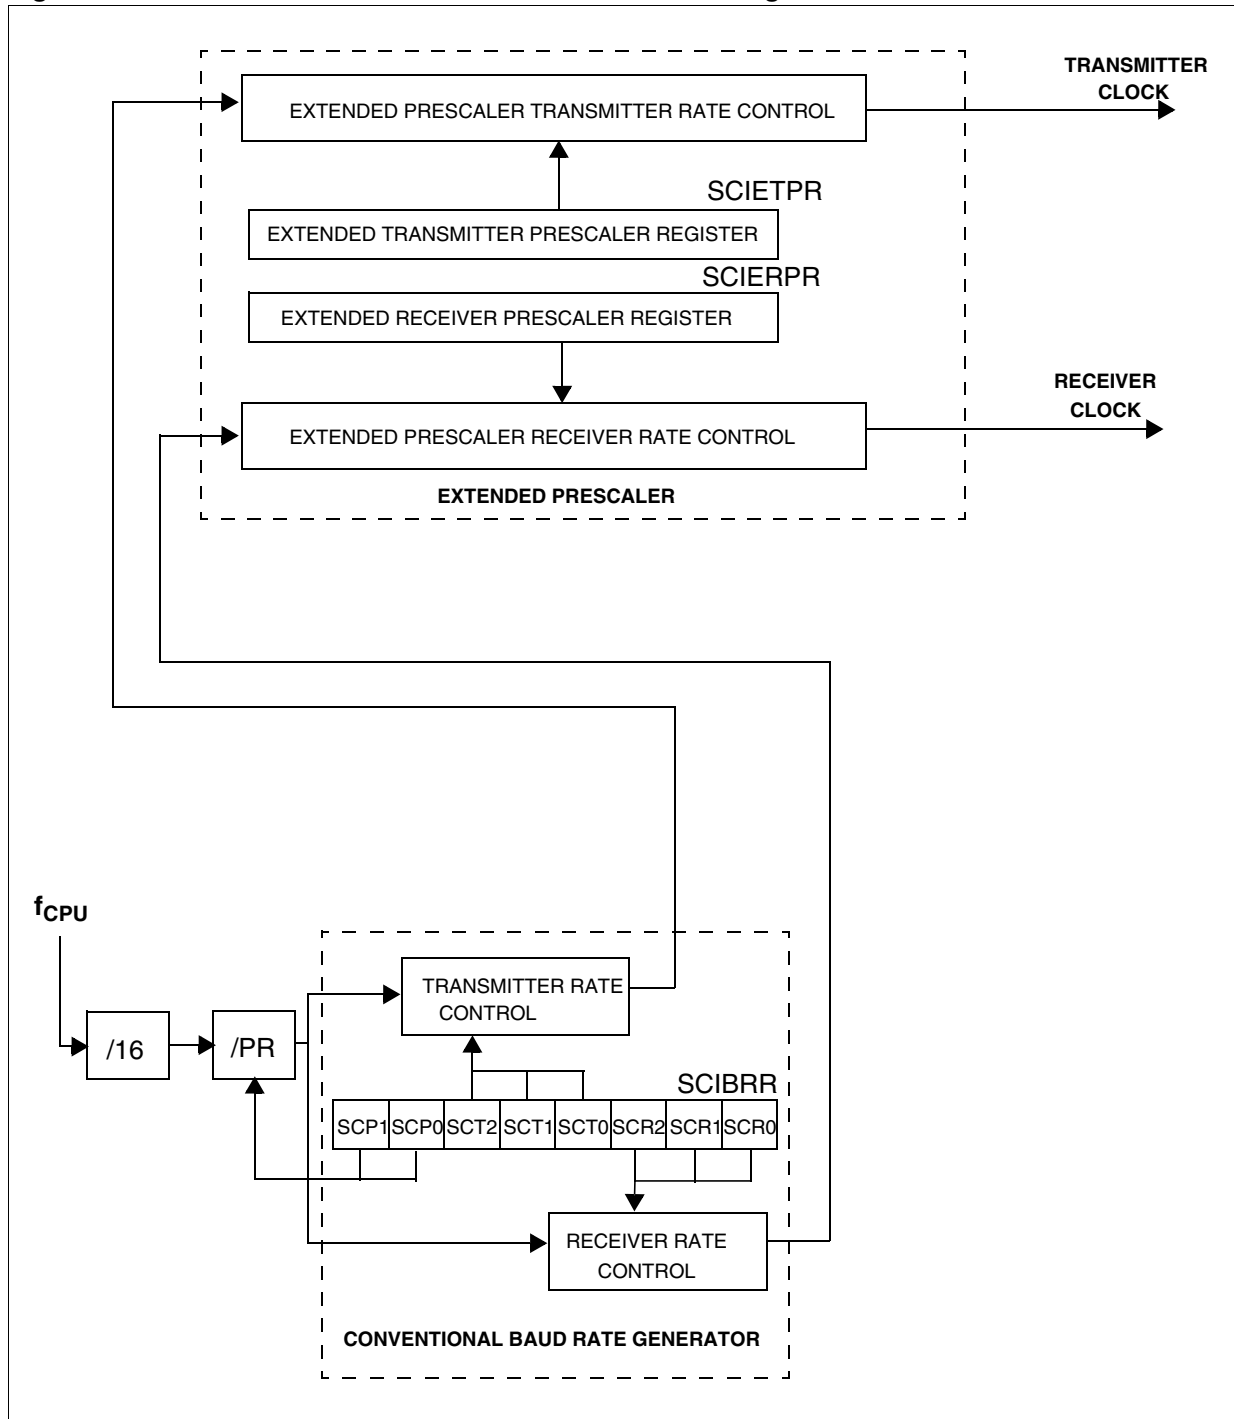 TRANSMITTER
CLOCK
EXTENDED PRESCALER TRANSMITTER RATE CONTROL
SCIETPR
EXTENDED TRANSMITTER PRESCALER REGISTER
SCIERPR
EXTENDED RECEIVER PRESCALER REGISTER
RECEIVER
CLOCK
EXTENDED PRESCALER RECEIVER RATE CONTROL
EXTENDED PRESCALER
fCPU
TRANSMITTER RATE
CONTROL
/16
/PR
SCIBRR
SCP1 SCP0 SCT2 SCT1 SCT0 SCR2 SCR1 SCR0
RECEIVER RATE
CONTROL
CONVENTIONAL BAUD RATE GENERATOR